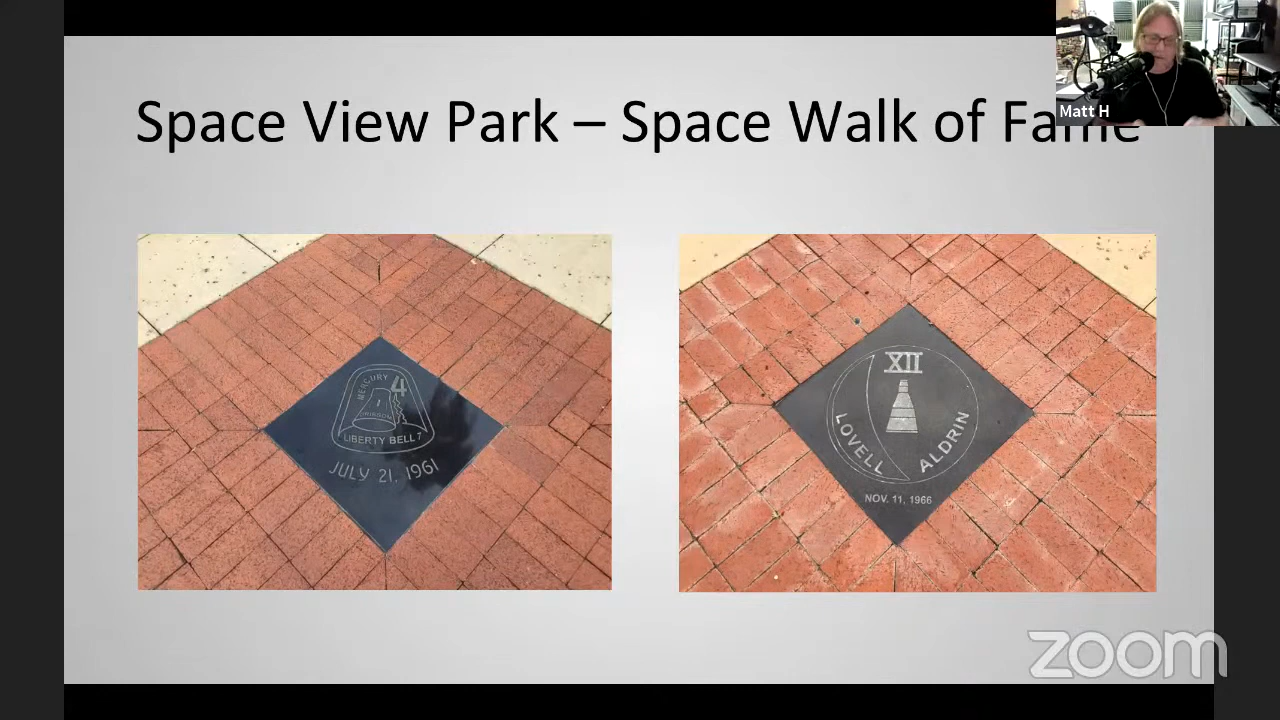 Matt H
Space View Park – Space Walk of Fame
MERCURY
4
1
GRISSOM
LIBERTY BELL 7
JULY 21, 1961
XII
LOVELL
ALDRIN
NOV. 11, 1966
zoom